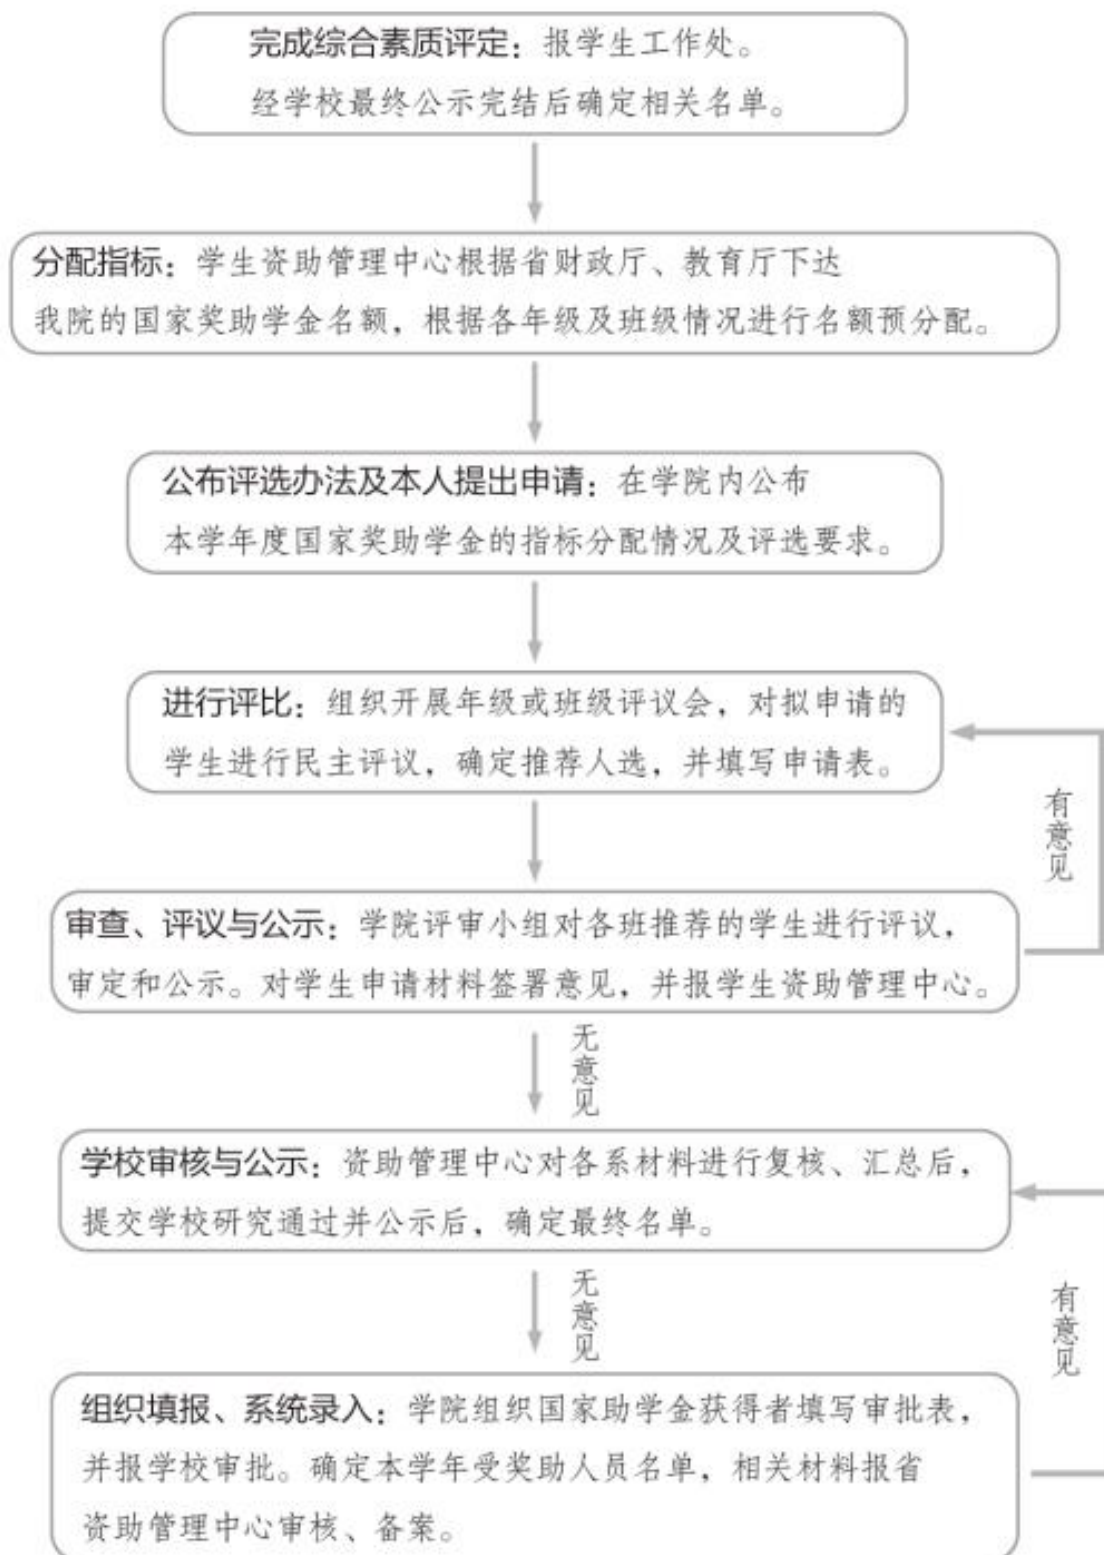 完成综合素质评定：报学生工作处。
经学校最终公示完结后确定相关名单。
分配指标：学生资助管理中心根据省财政厅、教育厅下达
我院的国家奖助学金名额，根据各年级及班级情况进行名额预分配。
公布评选办法及本人提出申请：在学院内公布
本学年度国家奖助学金的指标分配情况及评选要求。
进行评比：组织开展年级或班级评议会，对拟申请的
学生进行民主评议，确定推荐人选，并填写申请表。
有意见
审查、评议与公示：学院评审小组对各班推荐的学生进行评议，
审定和公示。对学生申请材料签署意见，并报学生资助管理中心。
无意见
学校审核与公示：资助管理中心对各系材料进行复核、汇总后，
提交学校研究通过并公示后，确定最终名单。
无意见
有意见
组织填报、系统录入：学院组织国家助学金获得者填写审批表，
并报学校审批。确定本学年受奖助人员名单，相关材料报省
资助管理中心审核、备案。